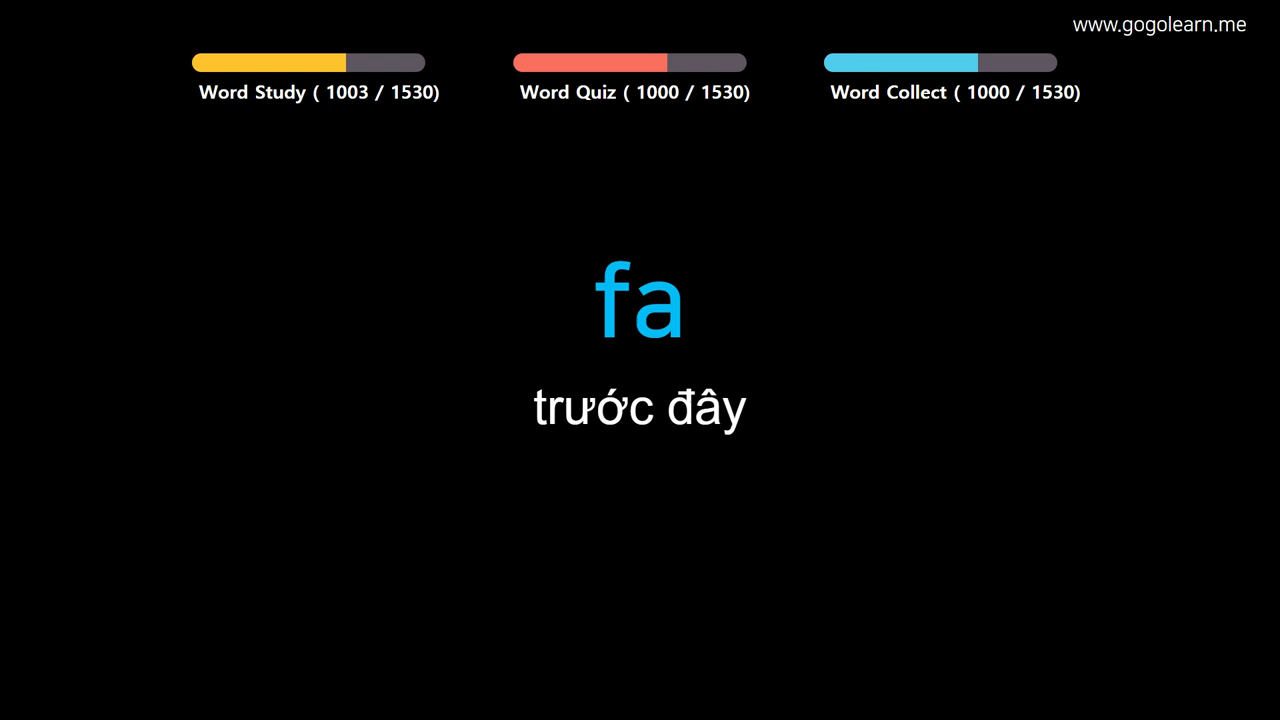 www.gogolearn.me
Word Study ( 1003 / 1530)
Word Quiz ( 1000 / 1530)
Word Collect ( 1000 / 1530)
fa
trước đây